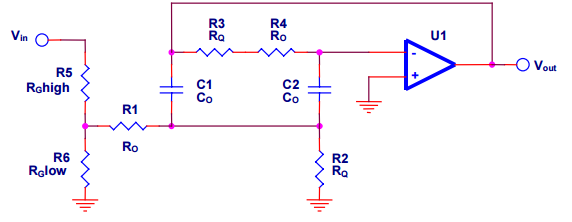 R3
R4
U1
Vin
RQ
RO
-
Vout
+
R5
C1
C2
RGhigh
CO
CO
R1
R6
RO
R2
RGlow
RQ